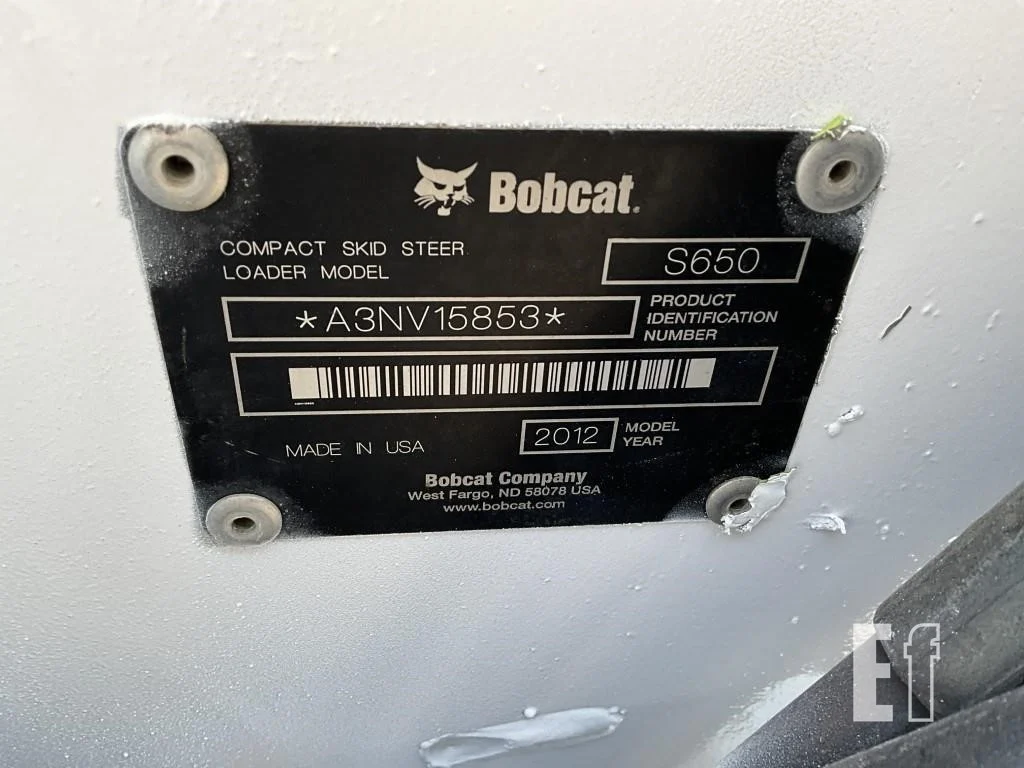 Bobcat.
COMPACT SKID STEER
LOADER MODEL
S650
*A3NV15853*
PRODUCT
IDENTIFICATION
NUMBER
MADE IN USA
2012
MODEL
YEAR
Bobcat Company
West Fargo, ND 58078 USA
www.bobcat.com
Ef